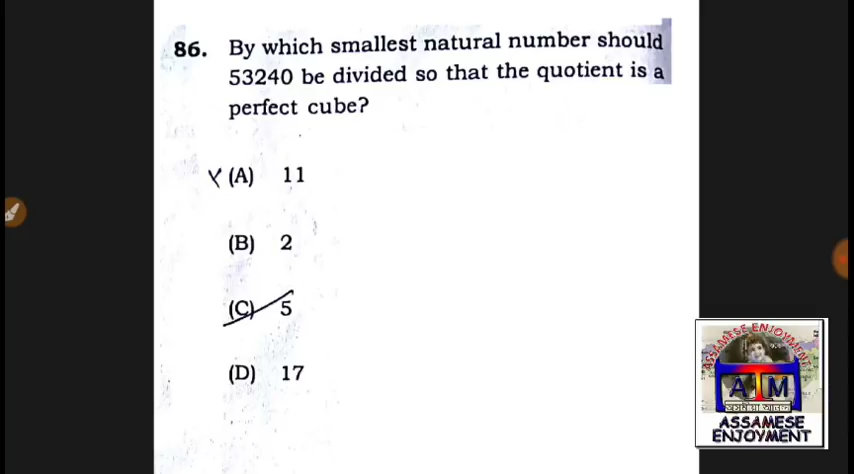 86. By which smallest natural number should
53240 be divided so that the quotient is a
perfect cube?
(A) 11
(B) 2
(C) 5
(D) 17
ASSAMESE ENJOYMENT
ATM
ASSAMESE
ENJOYMENT